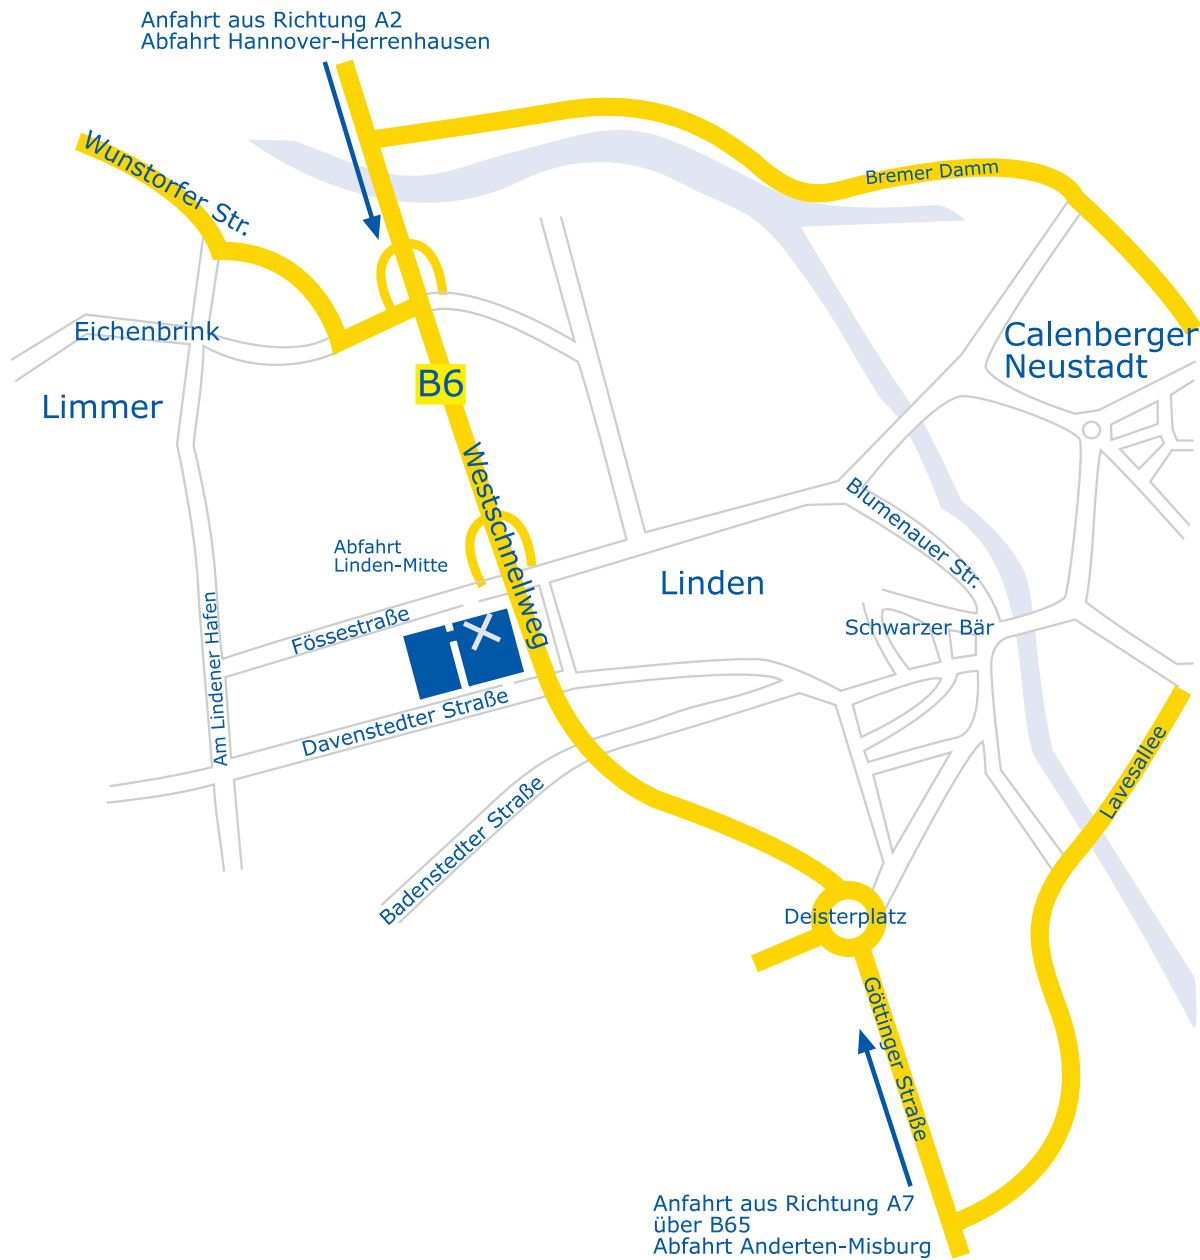 Anfahrt aus Richtung A2
Abfahrt Hannover-Herrenhausen
Wunstorfer Str.
Bremer Damm
Eichenbrink
Calenberger
Neustadt
B6
Limmer
Westschnellweg
Blumenauer Str.
Abfahrt
Linden-Mitte
Linden
Am Lindener Hafen
Fössestraße
Schwarzer Bär
Davenstedter Straße
Lavesallee
Badenstedter Straße
Deisterplatz
Göttinger Straße
Anfahrt aus Richtung A7
über B65
Abfahrt Anderten-Misburg